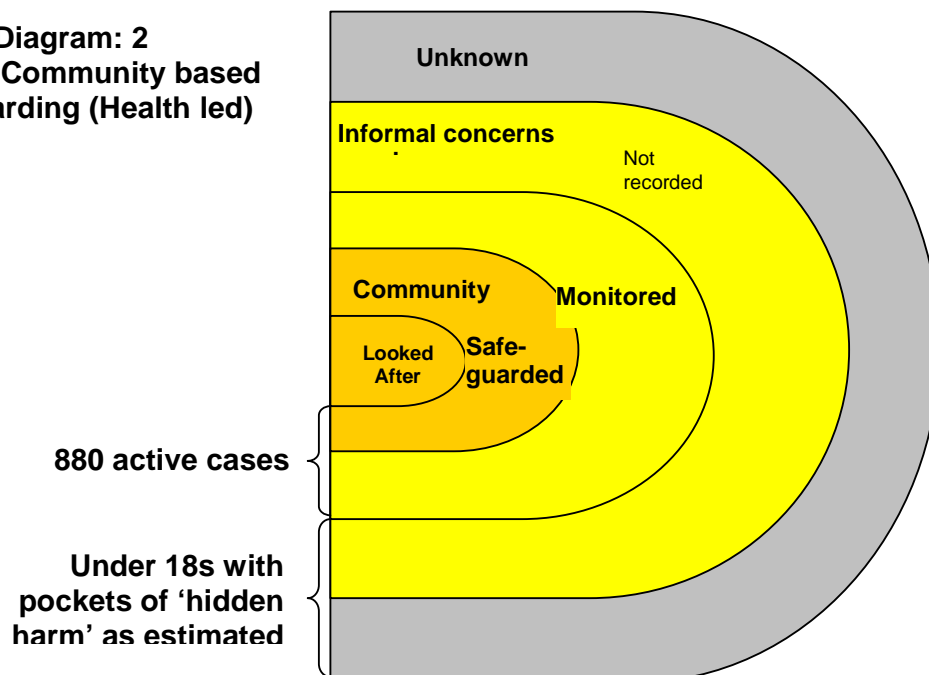 Diagram: 2
Community based
arding (Health led)
Unknown
Informal concerns
Not
recorded
Community
Monitored
Looked
After
Safe-
guarded
880 active cases
Under 18s with
pockets of ‘hidden
harm’ as estimated